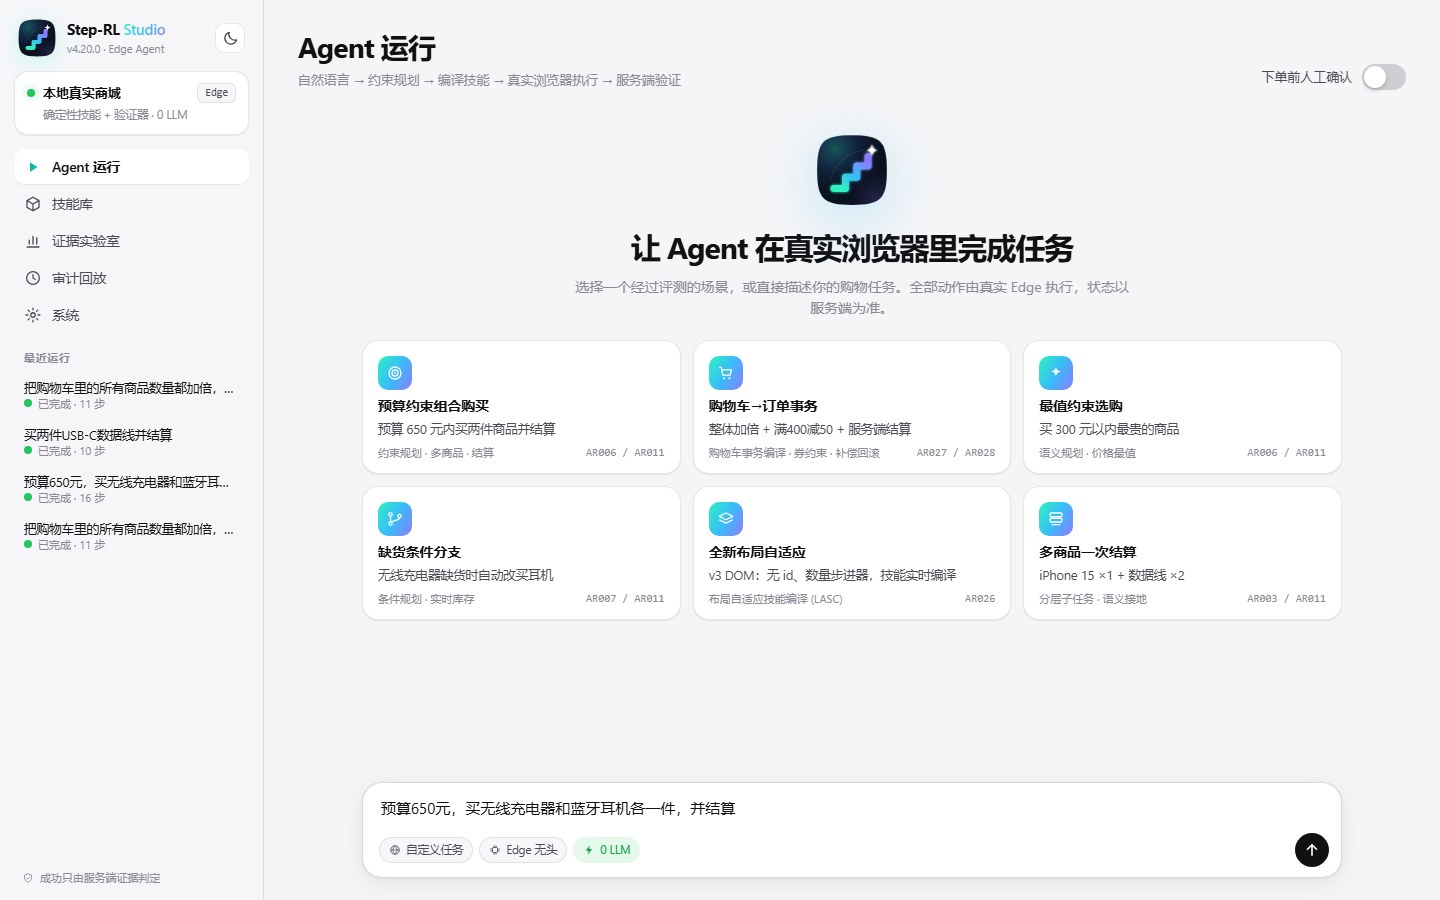 Step-RL Studio
v4.20.0 · Edge Agent
本地真实商城
Edge
确定性技能 + 验证器 · 0 LLM
Agent 运行
技能库
证据实验室
审计回放
系统
最近运行
把购物车里的所有商品数量都加倍，...
已完成 · 11 步
买两件USB-C数据线并结算
已完成 · 10 步
预算650元，买无线充电器和蓝牙耳...
已完成 · 16 步
把购物车里的所有商品数量都加倍，...
已完成 · 11 步
成功只由服务端证据判定
Agent 运行
自然语言 → 约束规划 → 编译技能 → 真实浏览器执行 → 服务端验证
下单前人工确认
让 Agent 在真实浏览器里完成任务
选择一个经过评测的场景，或直接描述你的购物任务。全部动作由真实 Edge 执行，状态以
服务端为准。
预算约束组合购买
预算 650 元内买两件商品并结算
约束规划 · 多商品 · 结算
AR006 / AR011
购物车→订单事务
整体加倍 + 满400减50 + 服务端结算
购物车事务编译 · 券约束 · 补偿回滚
AR027 / AR028
最值约束选购
买 300 元以内最贵的商品
语义规划 · 价格最值
AR006 / AR011
缺货条件分支
无线充电器缺货时自动改买耳机
条件规划 · 实时库存
AR007 / AR011
全新布局自适应
v3 DOM：无 id、数量步进器，技能实时编译
布局自适应技能编译 (LASC)
AR026
多商品一次结算
iPhone 15 ×1 + 数据线 ×2
分层子任务 · 语义接地
AR003 / AR011
预算650元，买无线充电器和蓝牙耳机各一件，并结算
自定义任务
Edge 无头
0 LLM